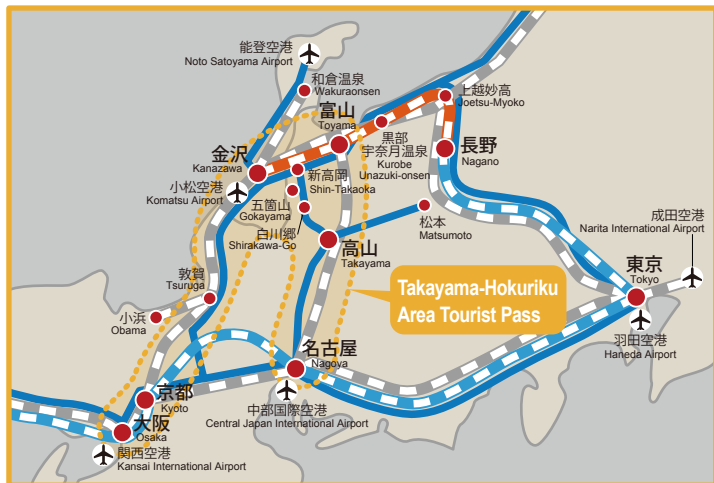 能登空港
Noto Satoyama Airport
和倉温泉
Wakuraonsen
上越妙高
Joetsu-Myoko
富山
Toyama
黒部
宇奈月温泉
Kurobe
Unazuki-onsen
長野
Nagano
金沢
Kanazawa
新高岡
Shin-Takaoka
小松空港
Komatsu Airport
五箇山
Gokayama
白川郷
Shirakawa-Go
松本
Matsumoto
高山
Takayama
成田空港
Narita International Airport
東京
Tokyo
敦賀
Tsuruga
Takayama-Hokuriku
Area Tourist Pass
小浜
Obama
羽田空港
Haneda Airport
名古屋
Nagoya
京都
Kyoto
中部国際空港
Central Japan International Airport
大阪
Osaka
関西空港
Kansai International Airport